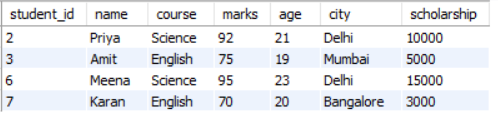 student_id name course marks age city scholarship
2 Priya Science 92 21 Delhi 10000
3 Amit English 75 19 Mumbai 5000
6 Meena Science 95 23 Delhi 15000
7 Karan English 70 20 Bangalore 3000